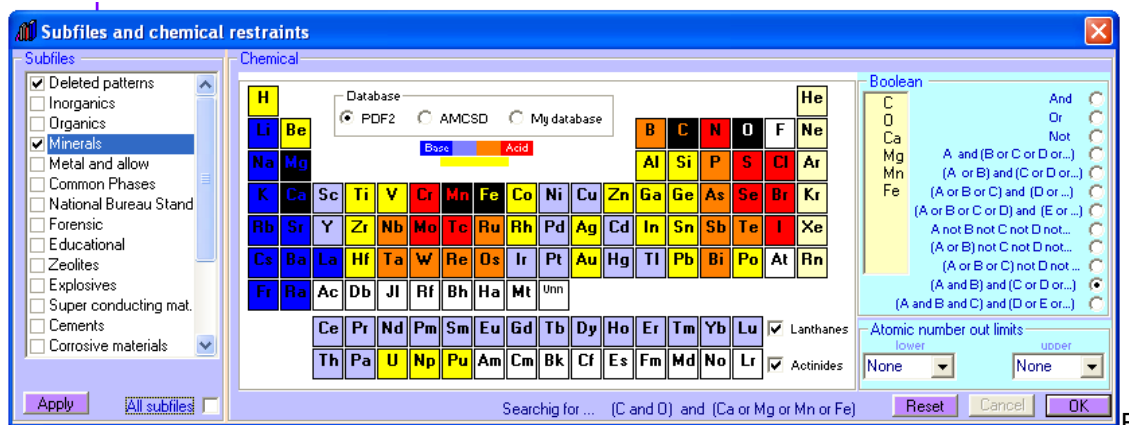 Subfiles and chemical restraints
Subfiles
Deleted patterns
Inorganics
Organics
Minerals
Metal and allow
Common Phases
National Bureau Stand
Forensic
Educational
Zeolites
Explosives
Super conducting mat.
Cements
Corrosive materials
Apply
All subfiles
Chemical
Database
PDF2 AMCSD My database
Base Acid
H He
Li Be B C N O F Ne
Na Mg Al Si P S Cl Ar
K Ca Sc Ti V Cr Mn Fe Co Ni Cu Zn Ga Ge As Se Br Kr
Rb Sr Y Zr Nb Mo Tc Ru Rh Pd Ag Cd In Sn Sb Te I Xe
Cs Ba La Hf Ta W Re Os Ir Pt Au Hg Tl Pb Bi Po At Rn
Fr Ra Ac Db Jl Rf Bh Ha Mt Unn
Ce Pr Nd Pm Sm Eu Gd Tb Dy Ho Er Tm Yb Lu Lanthanes
Th Pa U Np Pu Am Cm Bk Cf Es Fm Md No Lr Actinides
Searchig for ... (C and O) and (Ca or Mg or Mn or Fe)
Boolean
C
O
Ca
Mg
Mn
Fe
And
Or
Not
A and (B or C or D or...)
(A or B) and (C or D or...)
(A or B or C) and (D or ...)
(A or B or C or D) and (E or ...)
A not B not C not D not...
(A or B) not C not D not...
(A or B or C) not D not ...
(A and B) and (C or D or...)
(A and B and C) and (D or E or...)
Atomic number out limits
lower upper
None None
Reset Cancel OK